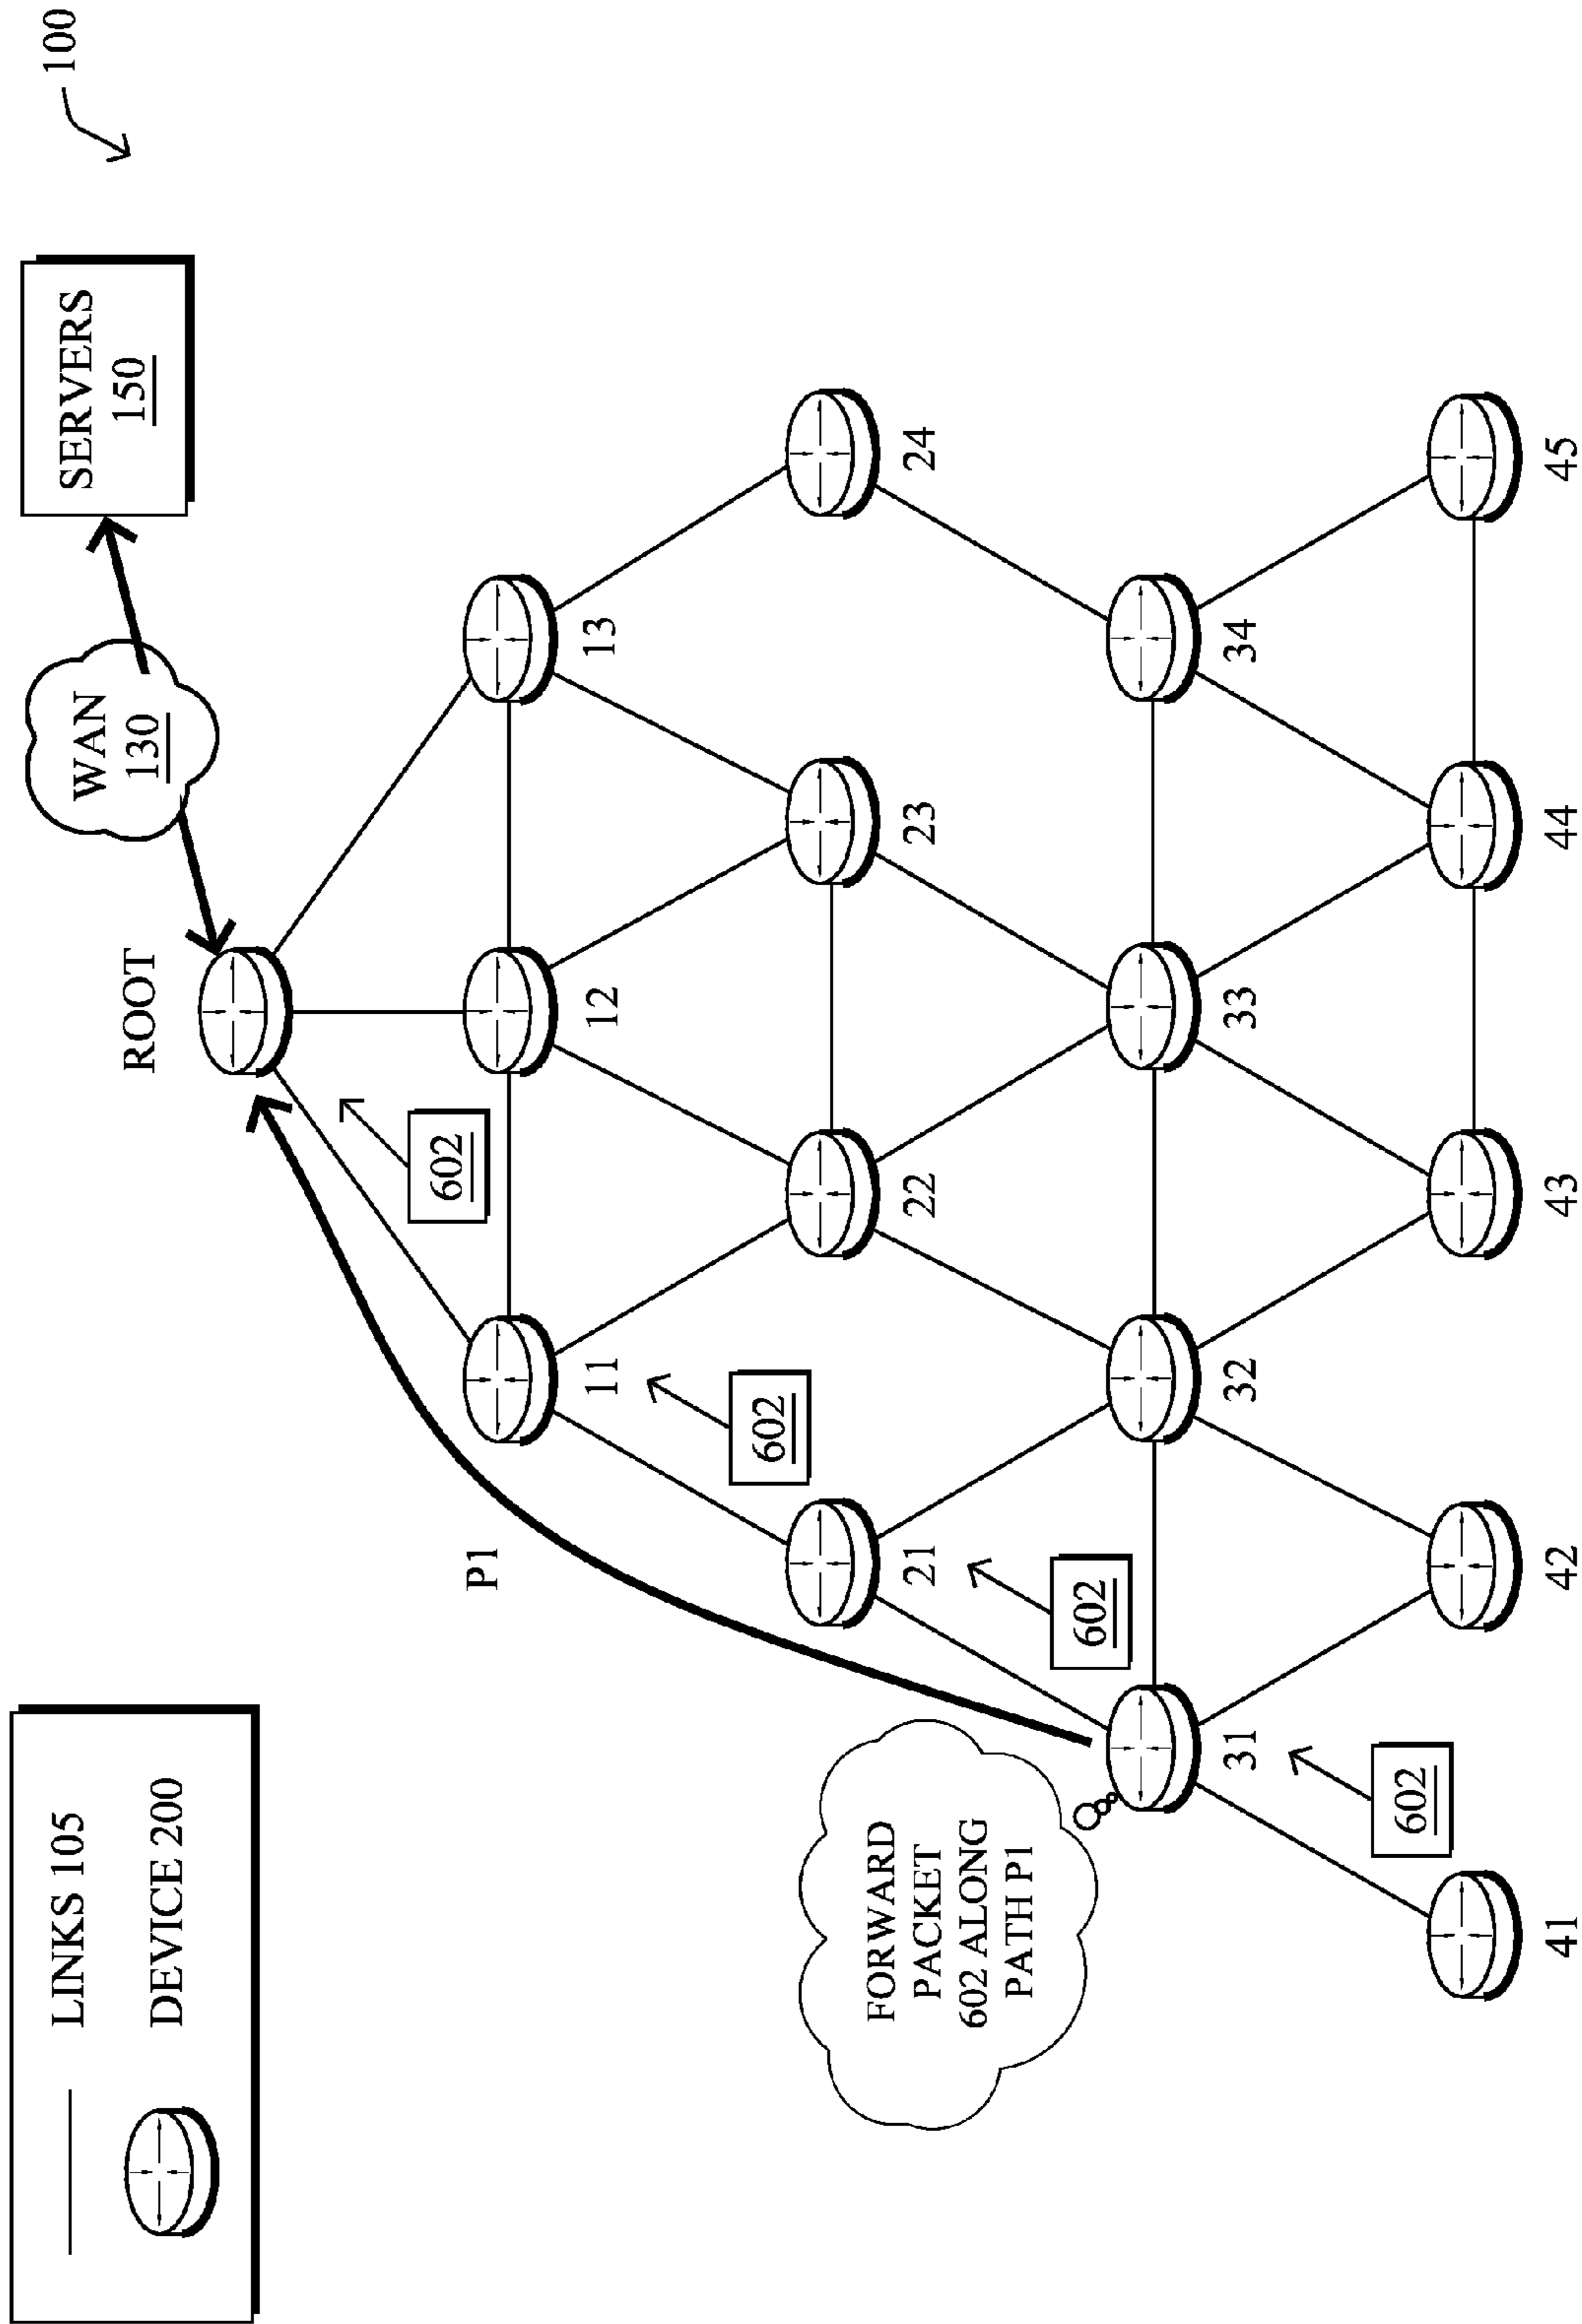 LINKS 105
DEVICE 200
100
SERVERS
150
WAN
130
ROOT
602
P1
11
12
13
602
21
22
23
24
602
FORWARD
PACKET
602 ALONG
PATH P1
31
32
33
34
602
41
42
43
44
45